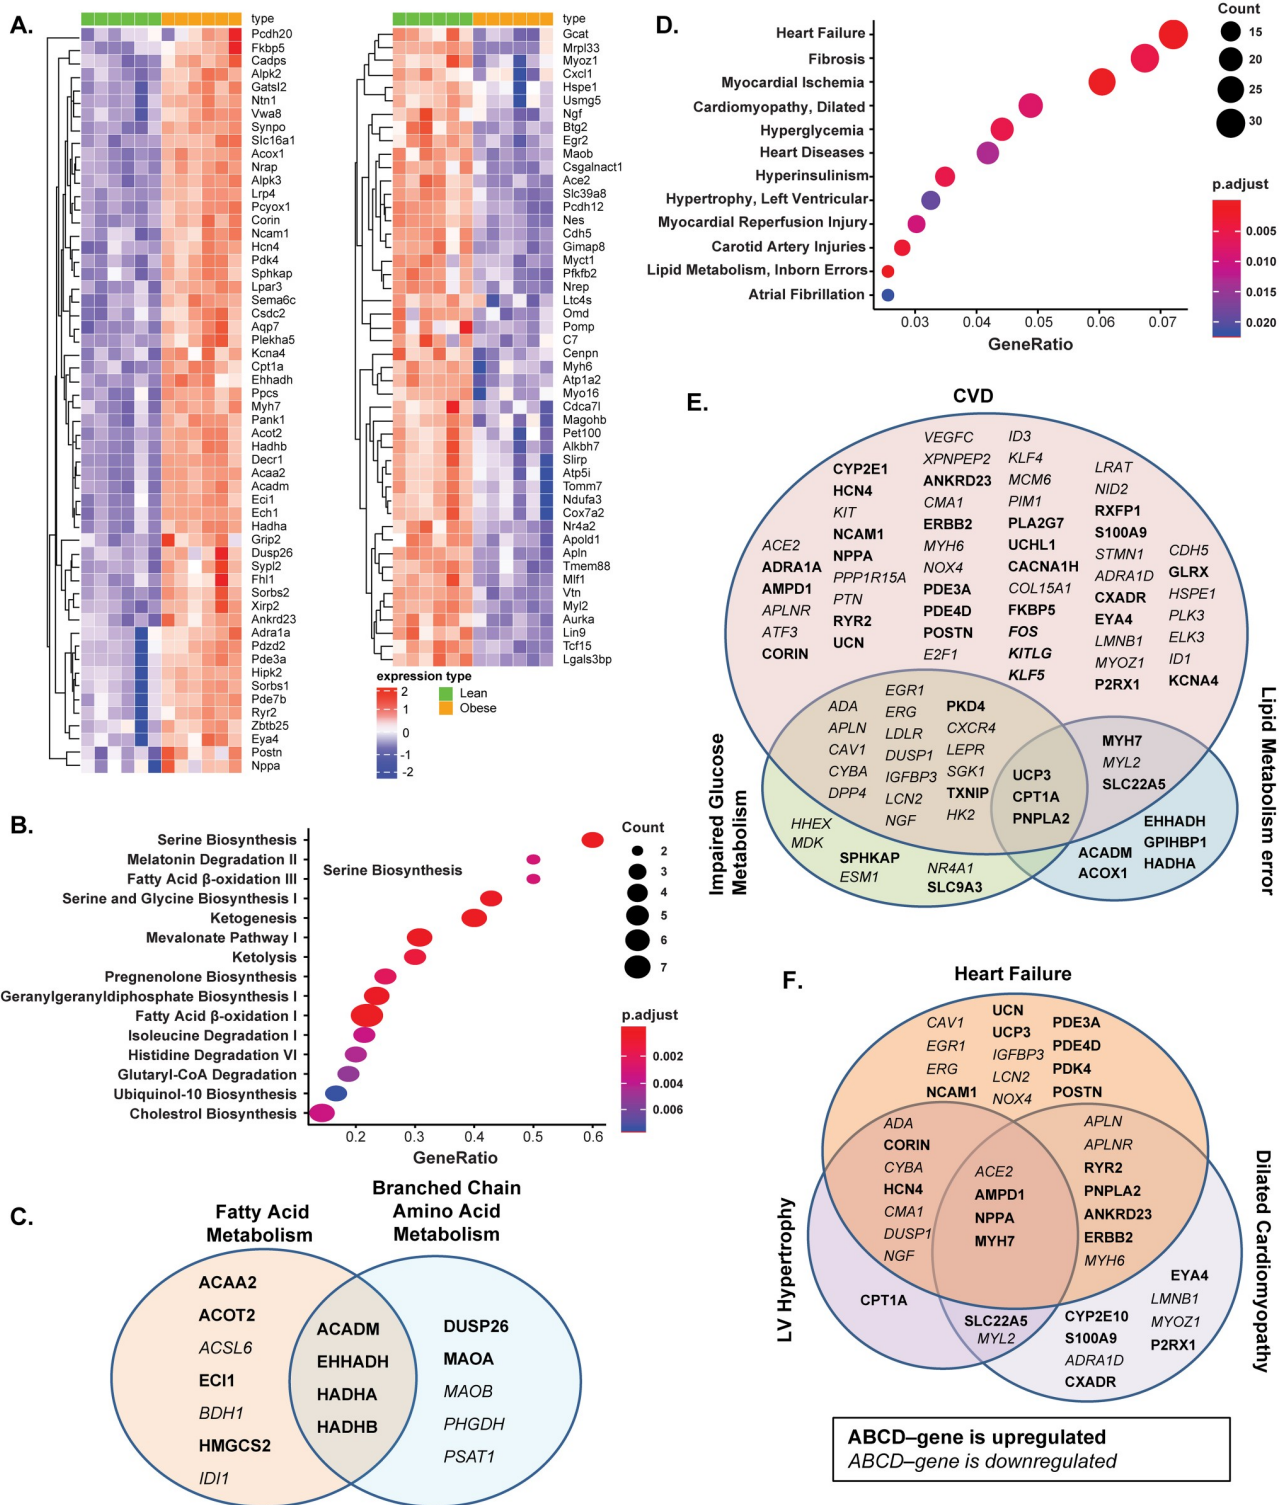 A.
type
Pcdh20
Fkbp5
Cadps
Alpk2
Gatsl2
Ntn1
Vwa8
Synpo
Slc16a1
Acox1
Nrap
Alpk3
Lrp4
Pcyox1
Corin
Ncam1
Hcn4
Pdk4
Sphkap
Lpar3
Sema6c
Csdc2
Aqp7
Plekha5
Kcna4
Cpt1a
Ehhadh
Ppcs
Myh7
Pank1
Acot2
Hadhb
Decr1
Acaa2
Acadm
Eci1
Ech1
Hadha
Grip2
Dusp26
Sypl2
Fhl1
Sorbs2
Xirp2
Ankrd23
Adra1a
Pdzd2
Pde3a
Hipk2
Sorbs1
Pde7b
Ryr2
Zbtb25
Eya4
Postn
Nppa
type
Gcat
Mrpl33
Myoz1
Cxcl1
Hspe1
Usmg5
Ngf
Btg2
Egr2
Maob
Csgalnact1
Ace2
Slc39a8
Pcdh12
Nes
Cdh5
Gimap8
Myct1
Pfkfb2
Nrep
Ltc4s
Omd
Pomp
C7
Cenpn
Myh6
Atp1a2
Myo16
Cdca7l
Magohb
Pet100
Alkbh7
Slirp
Atp5i
Tomm7
Ndufa3
Cox7a2
Nr4a2
Apold1
Apln
Tmem88
Mlf1
Vtn
Myl2
Aurka
Lin9
Tcf15
Lgals3bp
expression type
2
1
0
-1
-2
Lean
Obese
B.
Serine Biosynthesis
Melatonin Degradation II
Fatty Acid β-oxidation III
Serine and Glycine Biosynthesis I
Ketogenesis
Mevalonate Pathway I
Ketolysis
Pregnenolone Biosynthesis
Geranylgeranyldiphosphate Biosynthesis I
Fatty Acid β-oxidation I
Isoleucine Degradation I
Histidine Degradation VI
Glutaryl-CoA Degradation
Ubiquinol-10 Biosynthesis
Cholestrol Biosynthesis
Serine Biosynthesis
0.2 0.3 0.4 0.5 0.6
GeneRatio
Count
2
3
4
5
6
7
p.adjust
0.002
0.004
0.006
C.
Fatty Acid
Metabolism
Branched Chain
Amino Acid
Metabolism
ACAA2
ACOT2
ACSL6
ECI1
BDH1
HMGCS2
IDI1
ACADM
EHHADH
HADHA
HADHB
DUSP26
MAOA
MAOB
PHGDH
PSAT1
D.
Heart Failure
Fibrosis
Myocardial Ischemia
Cardiomyopathy, Dilated
Hyperglycemia
Heart Diseases
Hyperinsulinism
Hypertrophy, Left Ventricular
Myocardial Reperfusion Injury
Carotid Artery Injuries
Lipid Metabolism, Inborn Errors
Atrial Fibrillation
0.03 0.04 0.05 0.06 0.07
GeneRatio
Count
15
20
25
30
p.adjust
0.005
0.010
0.015
0.020
E.
CVD
Impaired Glucose
Metabolism
Lipid Metabolism error
ACE2
ADRA1A
AMPD1
APLNR
ATF3
CORIN
CYP2E1
HCN4
KIT
NCAM1
NPPA
PPP1R15A
PTN
RYR2
UCN
VEGFC
XPNPEP2
ANKRD23
CMA1
ERBB2
MYH6
NOX4
PDE3A
PDE4D
POSTN
E2F1
ID3
KLF4
MCM6
PIM1
PLA2G7
UCHL1
CACNA1H
COL15A1
FKBP5
FOS
KITLG
KLF5
LRAT
NID2
RXFP1
S100A9
STMN1
ADRA1D
CXADR
EYA4
LMNB1
MYOZ1
P2RX1
CDH5
GLRX
HSPE1
PLK3
ELK3
ID1
KCNA4
ADA
APLN
CAV1
CYBA
DPP4
EGR1
ERG
LDLR
DUSP1
IGFBP3
LCN2
NGF
PKD4
CXCR4
LEPR
SGK1
TXNIP
HK2
UCP3
CPT1A
PNPLA2
MYH7
MYL2
SLC22A5
HHEX
MDK
SPHKAP
ESM1
NR4A1
SLC9A3
EHHADH
GPIHBP1
HADHA
ACADM
ACOX1
F.
Heart Failure
LV Hypertrophy
Dilated Cardiomyopathy
CAV1
EGR1
ERG
NCAM1
UCN
UCP3
IGFBP3
LCN2
NOX4
PDE3A
PDE4D
PDK4
POSTN
ADA
CORIN
CYBA
HCN4
CMA1
DUSP1
NGF
ACE2
AMPD1
NPPA
MYH7
APLN
APLNR
RYR2
PNPLA2
ANKRD23
ERBB2
MYH6
CPT1A
SLC22A5
MYL2
CYP2E10
S100A9
ADRA1D
CXADR
EYA4
LMNB1
MYOZ1
P2RX1
ABCD–gene is upregulated
ABCD–gene is downregulated